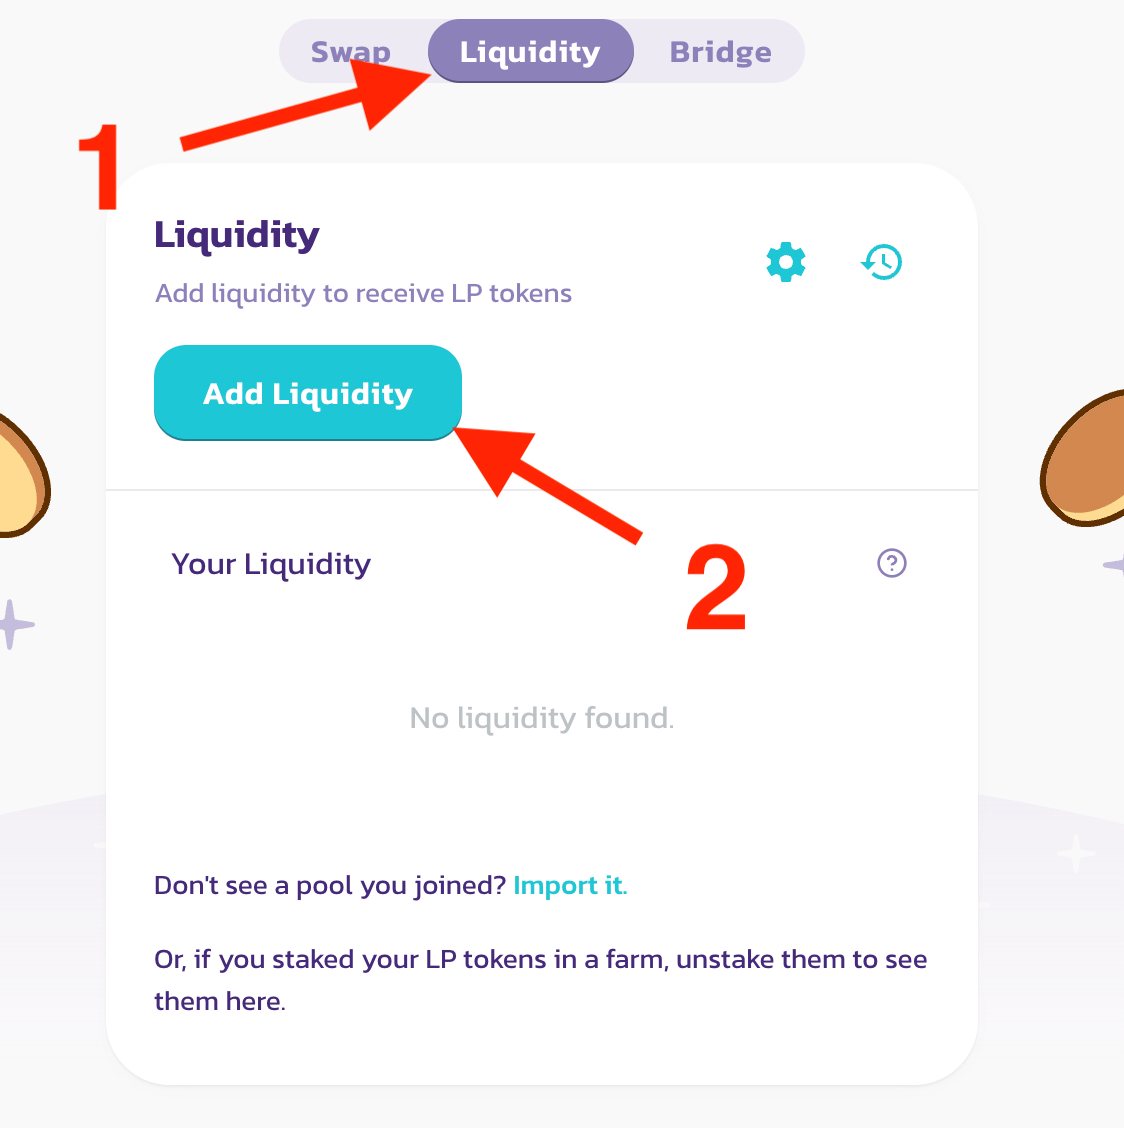 Swap Liquidity Bridge
1
Liquidity
Add liquidity to receive LP tokens
Add Liquidity
2
Your Liquidity ?
No liquidity found.
Don't see a pool you joined? Import it.
Or, if you staked your LP tokens in a farm, unstake them to see
them here.